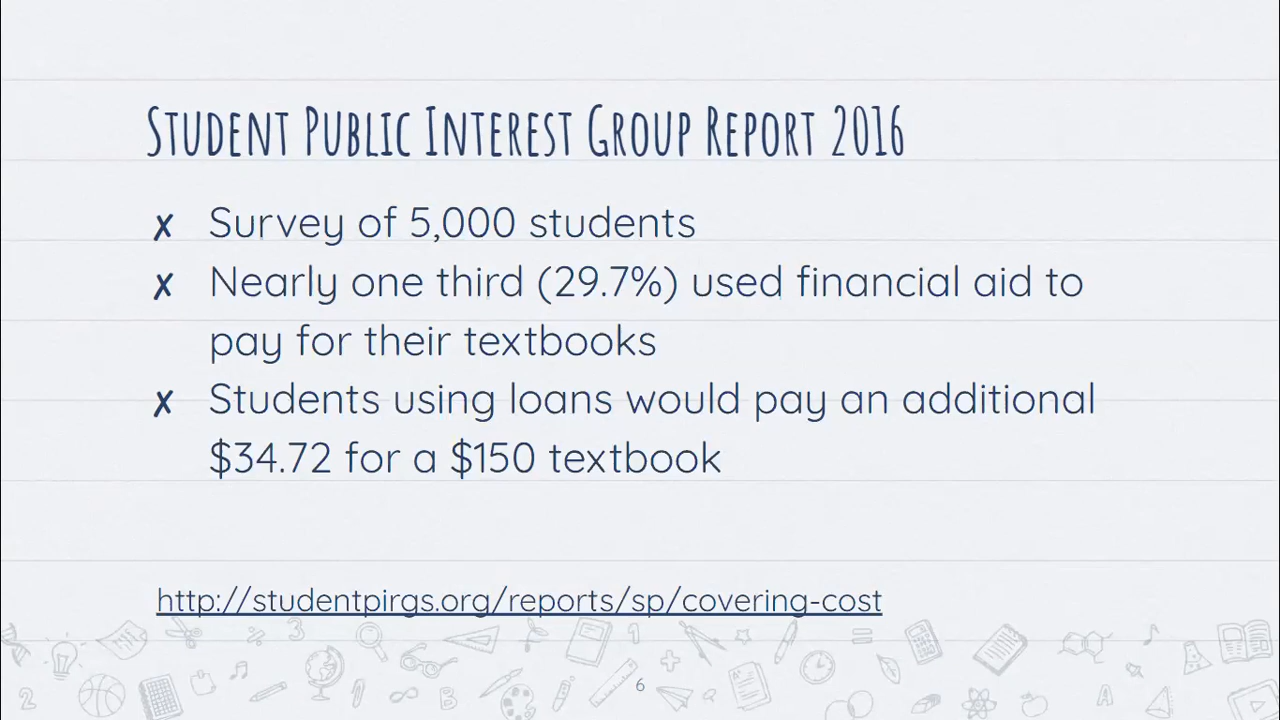 Student Public Interest Group Report 2016
✗ Survey of 5,000 students
✗ Nearly one third (29.7%) used financial aid to
pay for their textbooks
✗ Students using loans would pay an additional
$34.72 for a $150 textbook
http://studentpirgs.org/reports/sp/covering-cost
6